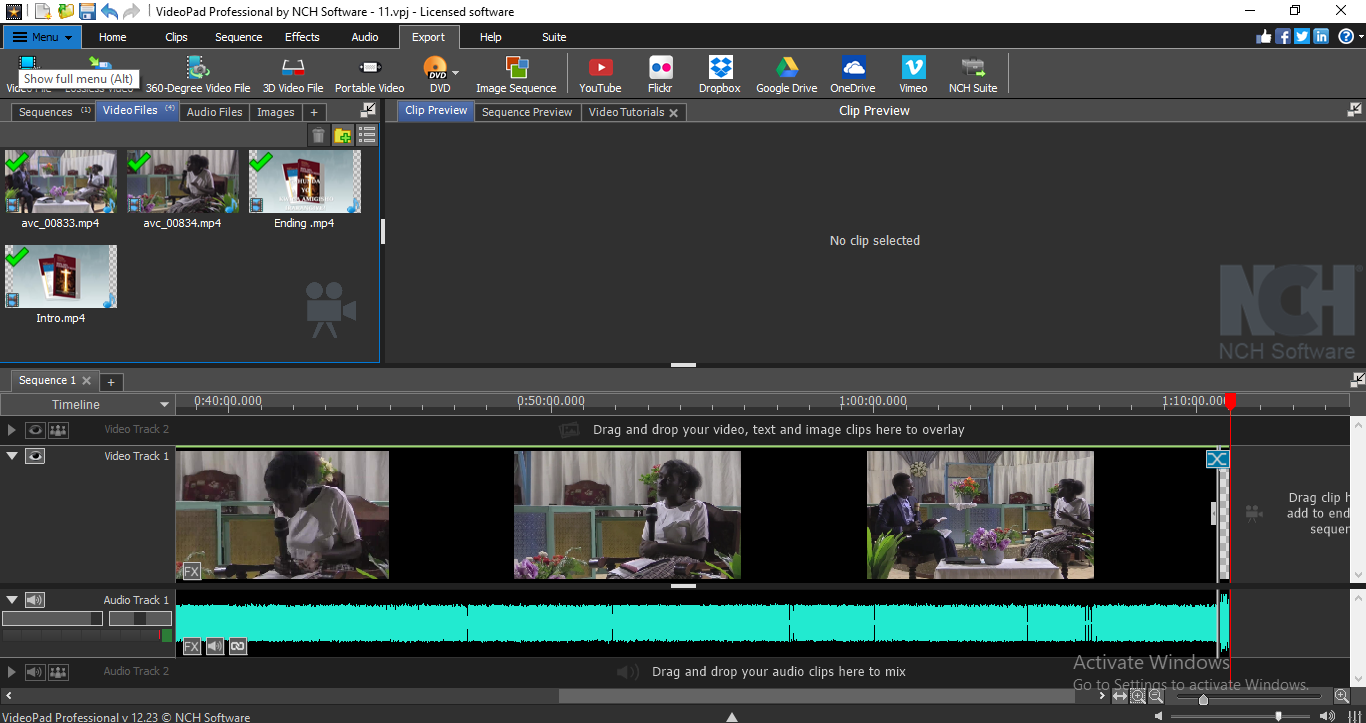 VideoPad Professional by NCH Software - 11.vpj - Licensed software
Menu Home Clips Sequence Effects Audio Export Help Suite
Show full menu (Alt)
360-Degree Video File 3D Video File Portable Video DVD Image Sequence YouTube Flickr Dropbox Google Drive OneDrive Vimeo NCH Suite
Sequences (1) Video Files (4) Audio Files Images +
Clip Preview Sequence Preview Video Tutorials Clip Preview
avc_00833.mp4 avc_00834.mp4 Ending .mp4
Intro.mp4
No clip selected
NCH
NCH Software
Sequence 1 +
Timeline 0:40:00.000 0:50:00.000 1:00:00.000 1:10:00.000
Video Track 2 Drag and drop your video, text and image clips here to overlay
Video Track 1
Drag clip h
add to end
sequen
FX
Audio Track 1
FX
Audio Track 2 Drag and drop your audio clips here to mix
Activate Windows
Go to Settings to activate Windows.
VideoPad Professional v 12.23 © NCH Software